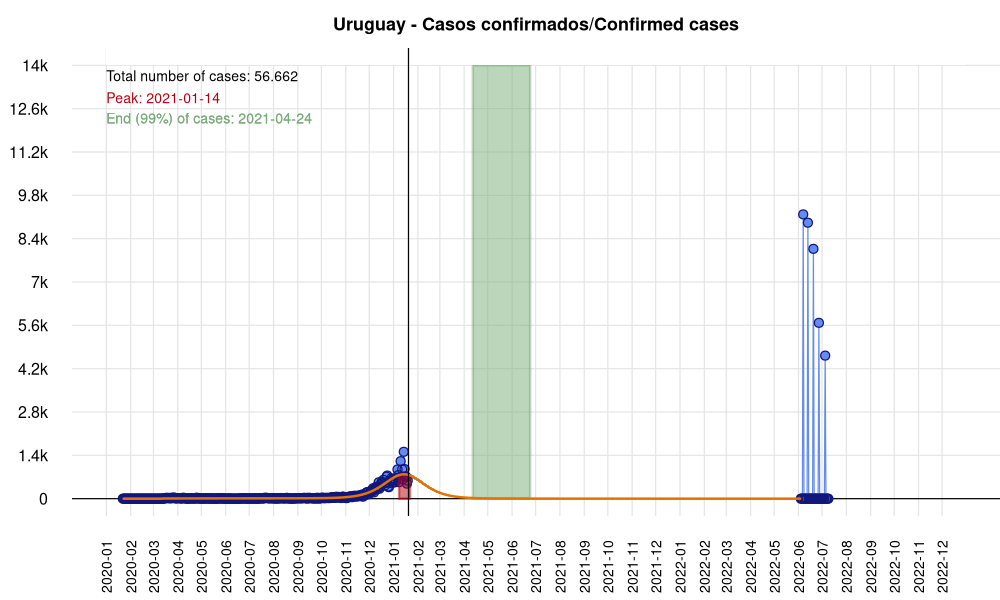 Uruguay - Casos confirmados/Confirmed cases
Total number of cases: 56.662
Peak: 2021-01-14
End (99%) of cases: 2021-04-24
14k
12.6k
11.2k
9.8k
8.4k
7k
5.6k
4.2k
2.8k
1.4k
0
2020-01
2020-02
2020-03
2020-04
2020-05
2020-06
2020-07
2020-08
2020-09
2020-10
2020-11
2020-12
2021-01
2021-02
2021-03
2021-04
2021-05
2021-06
2021-07
2021-08
2021-09
2021-10
2021-11
2021-12
2022-01
2022-02
2022-03
2022-04
2022-05
2022-06
2022-07
2022-08
2022-09
2022-10
2022-11
2022-12